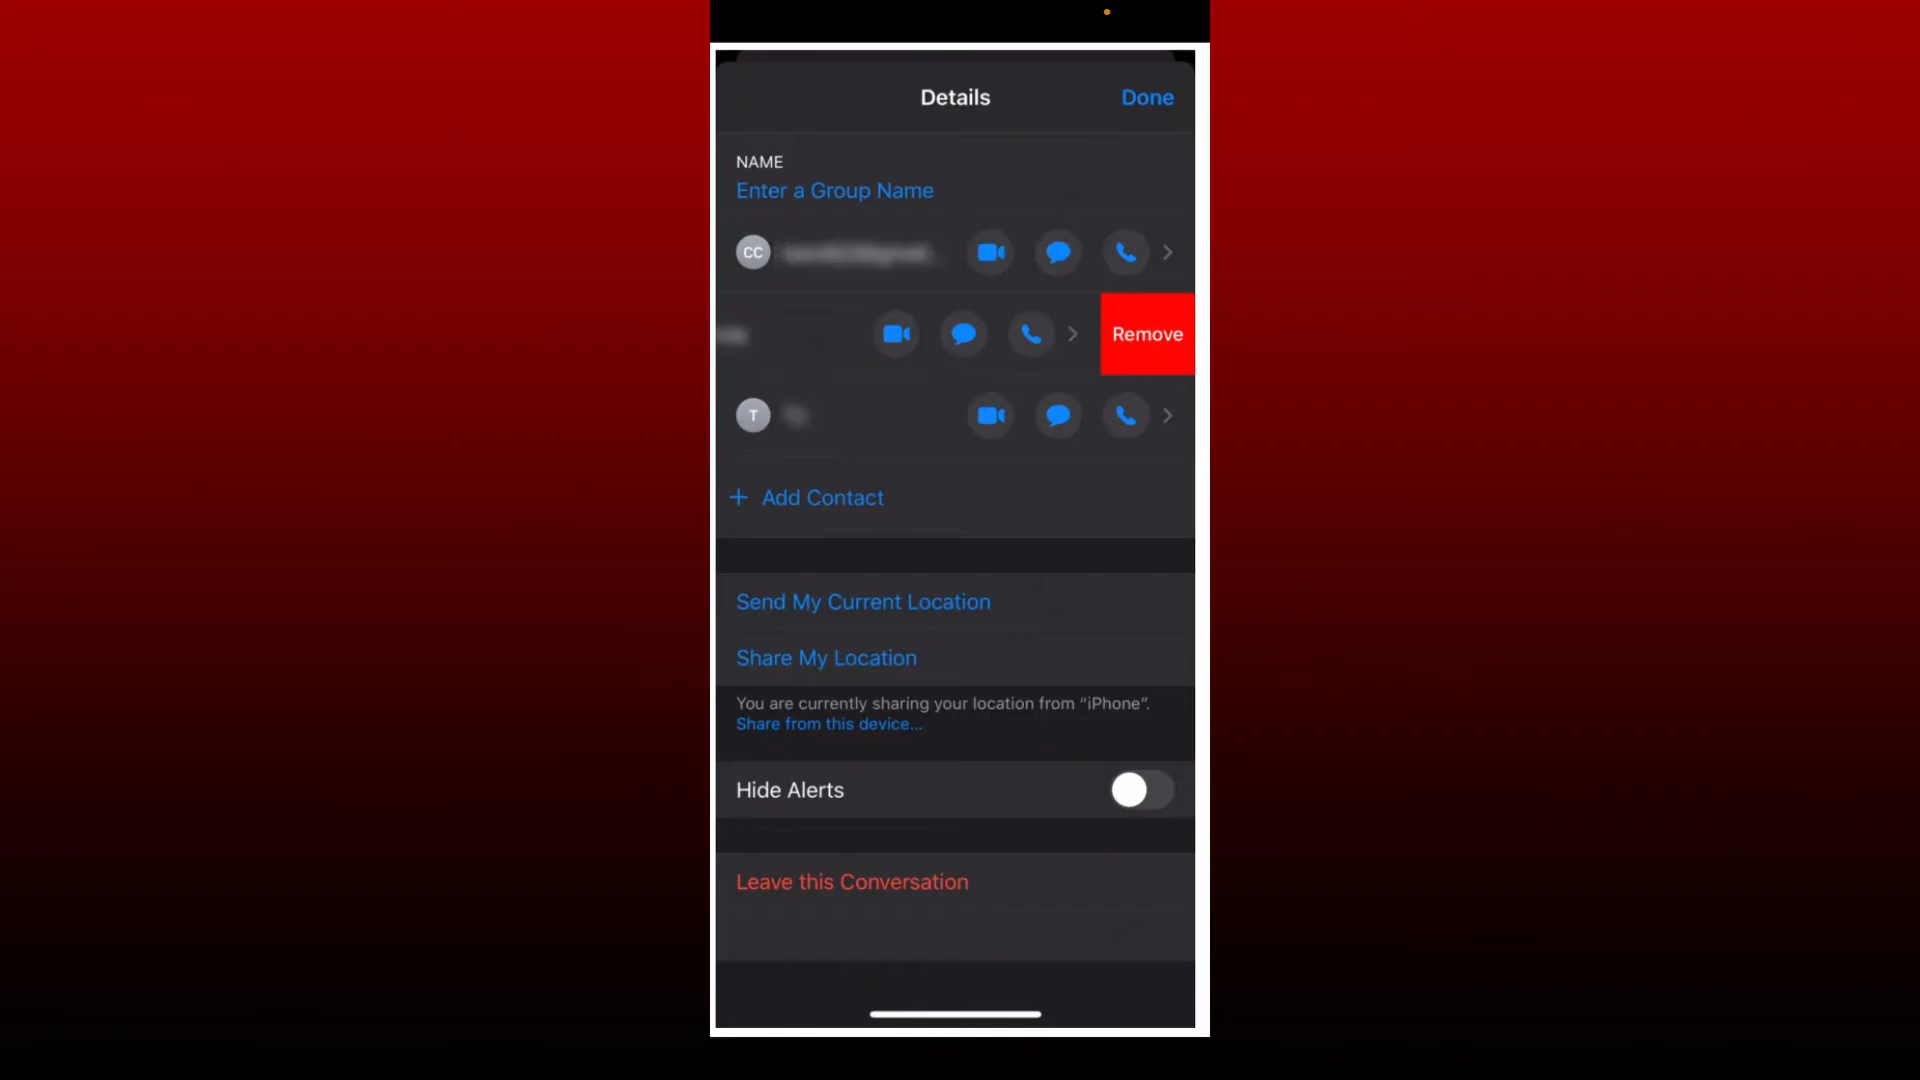 Details
Done
NAME
Enter a Group Name
CC
Remove
T
+ Add Contact
Send My Current Location
Share My Location
You are currently sharing your location from “iPhone”.
Share from this device...
Hide Alerts
Leave this Conversation